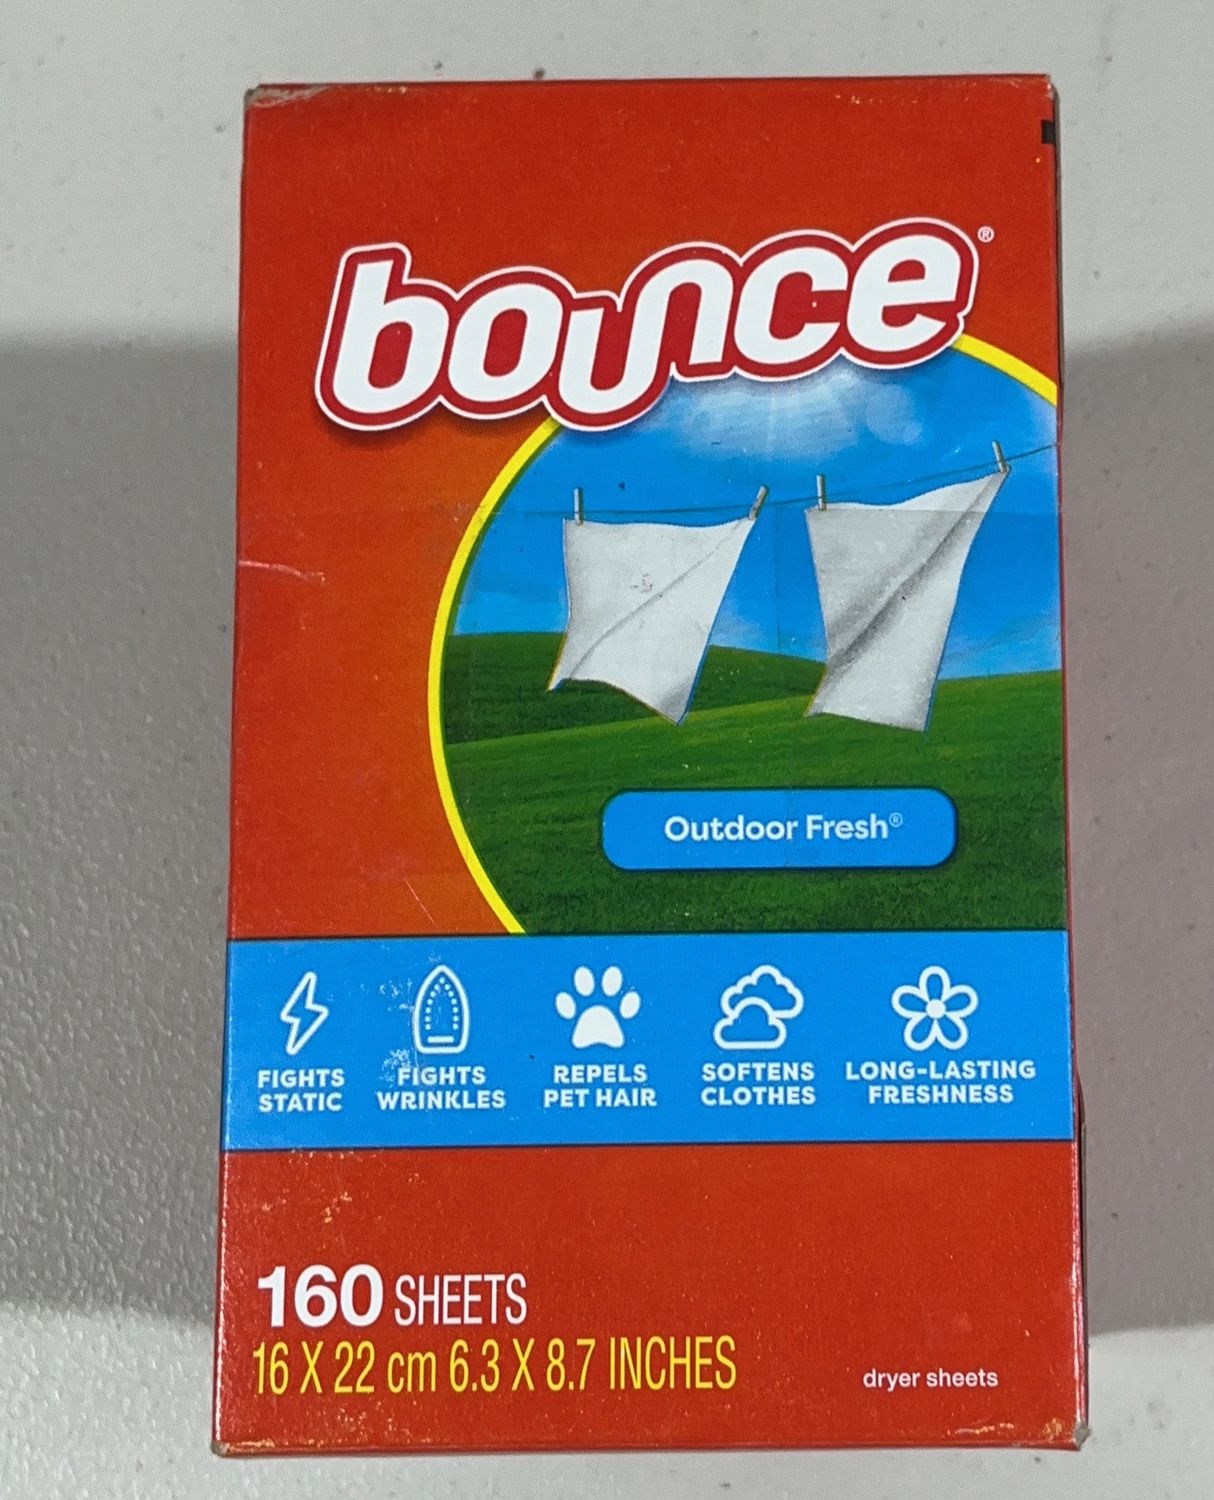 bounce®
Outdoor Fresh®
FIGHTS STATIC
FIGHTS WRINKLES
REPELS PET HAIR
SOFTENS CLOTHES
LONG-LASTING FRESHNESS
160 SHEETS
16 X 22 cm 6.3 X 8.7 INCHES
dryer sheets